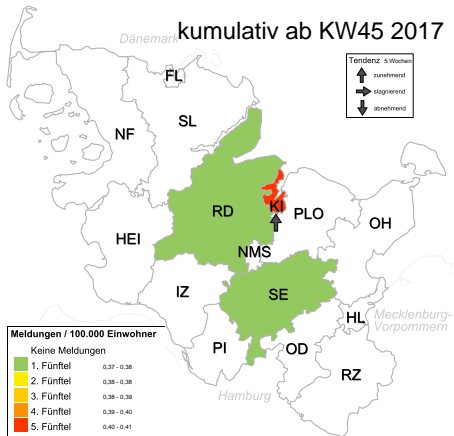 kumulativ ab KW45 2017
Dänemark
Tendenz 5 Wochen
zunehmend
stagnierend
abnehmend
FL
SL
NF
RD
KI
PLO
OH
HEI
NMS
IZ
SE
HL
Mecklenburg-
Vorpommern
PI
OD
RZ
Hamburg
Meldungen / 100.000 Einwohner
Keine Meldungen
1. Fünftel 0,37 - 0,38
2. Fünftel 0,38 - 0,38
3. Fünftel 0,38 - 0,39
4. Fünftel 0,39 - 0,40
5. Fünftel 0,40 - 0,41